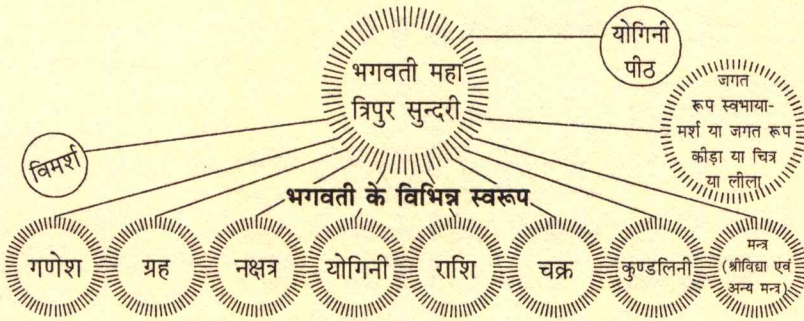 भगवती महा
त्रिपुर सुन्दरी
योगिनी
पीठ
जगत
रूप स्वभाया-
मर्श या जगत रूप
कीड़ा या चित्र
या लीला
विमर्श
भगवती के विभिन्न स्वरूप
गणेश
ग्रह
नक्षत्र
योगिनी
राशि
चक्र
कुण्डलिनी
मन्त्र
(श्रीविद्या एवं
अन्य मन्त्र)